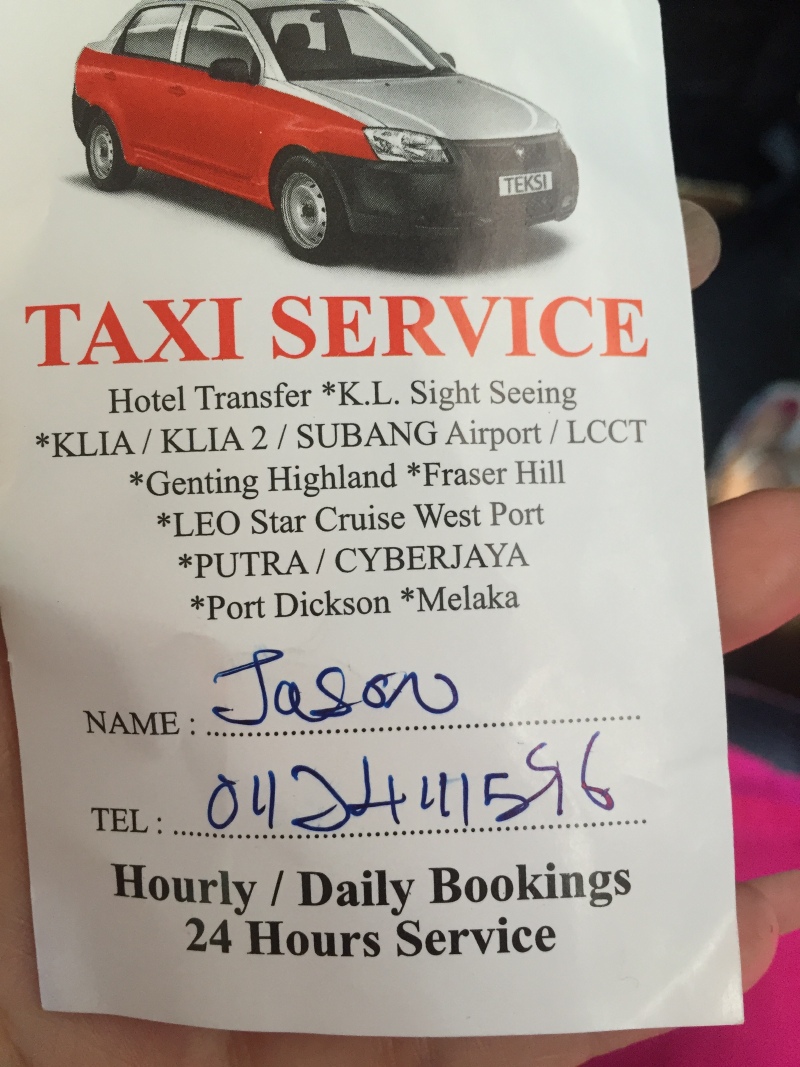 TEKSI
TAXI SERVICE
Hotel Transfer *K.L. Sight Seeing
*KLIA / KLIA 2 / SUBANG Airport / LCCT
*Genting Highland *Fraser Hill
*LEO Star Cruise West Port
*PUTRA / CYBERJAYA
*Port Dickson *Melaka
NAME : Jason
TEL : 01124111596
Hourly / Daily Bookings
24 Hours Service